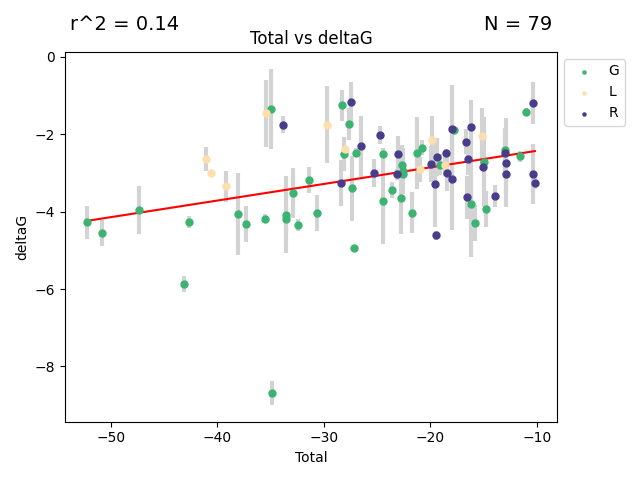 r^2 = 0.14 N = 79
Total vs deltaG
G
L
R
0
−2
−4
−6
−8
deltaG
−50 −40 −30 −20 −10
Total